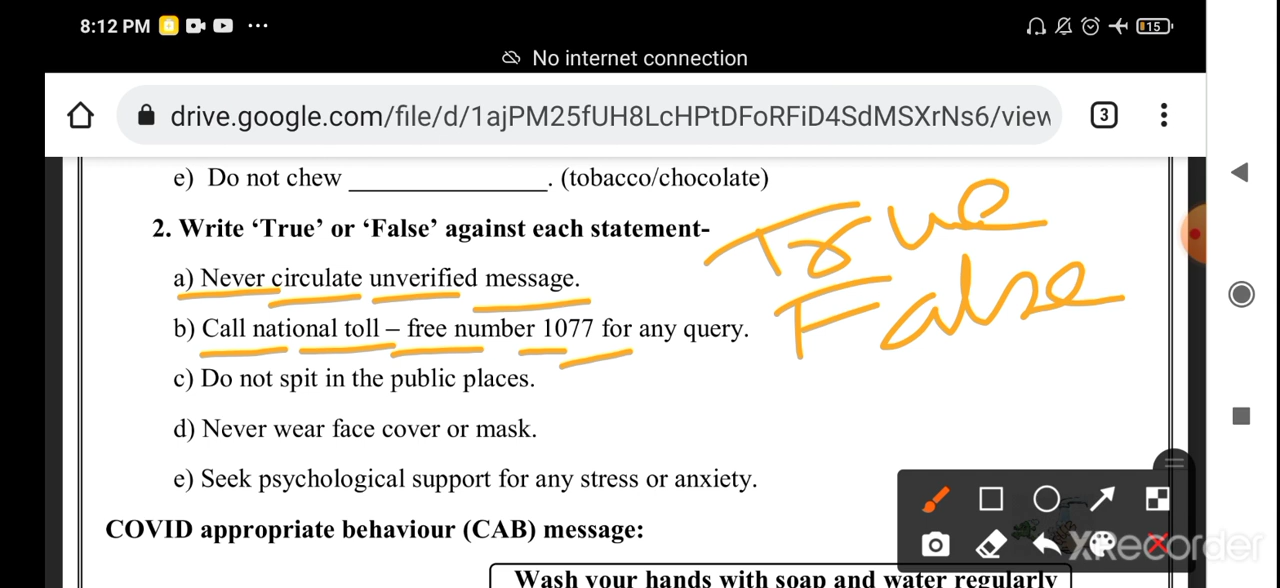 8:12 PM ... 15
No internet connection
drive.google.com/file/d/1ajPM25fUH8LcHPtDFoRFiD4SdMSXrNs6/view 3
e) Do not chew _______________. (tobacco/chocolate)
2. Write ‘True’ or ‘False’ against each statement-
True
a) Never circulate unverified message.
False
b) Call national toll – free number 1077 for any query.
c) Do not spit in the public places.
d) Never wear face cover or mask.
e) Seek psychological support for any stress or anxiety.
COVID appropriate behaviour (CAB) message:
XRecorder
Wash your hands with soap and water regularly